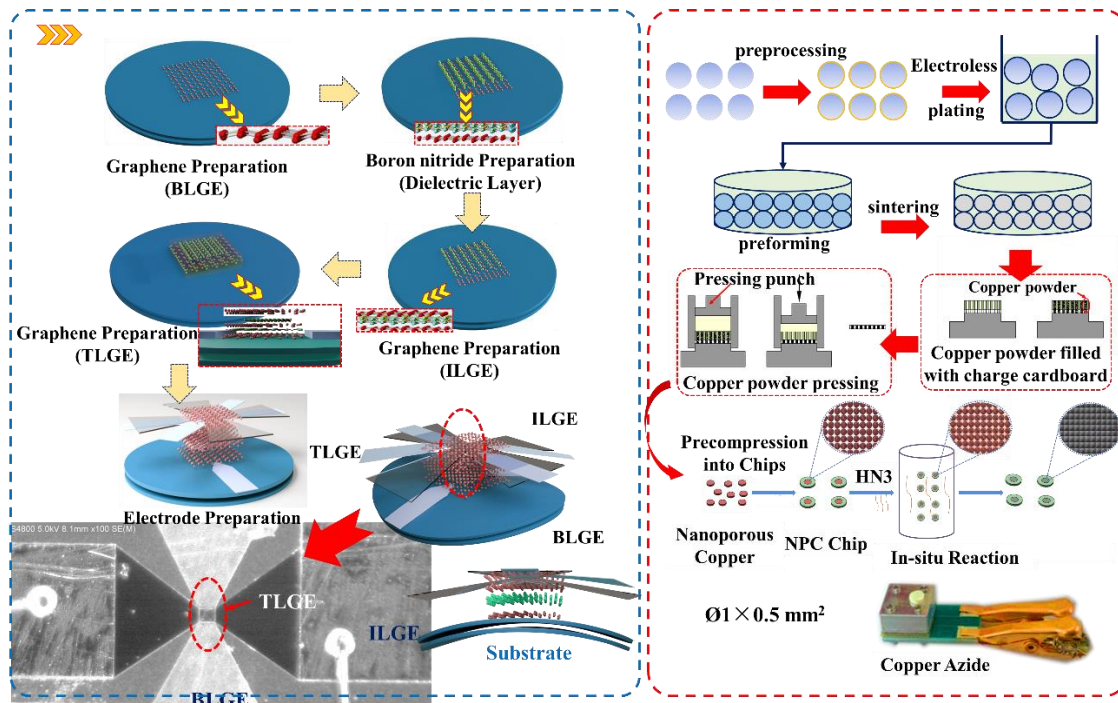 Graphene Preparation
(BLGE)
Boron nitride Preparation
(Dielectric Layer)
Graphene Preparation
(TLGE)
Graphene Preparation
(ILGE)
Electrode Preparation
TLGE
ILGE
BLGE
S4800 5.0kV 8.1mm x100 SE(M)
TLGE
BLGE
ILGE
Substrate
preprocessing
Electroless
plating
preforming
sintering
Pressing punch
Copper powder pressing
Copper powder
Copper powder filled
with charge cardboard
Precompression
into Chips
HN3
Nanoporous
Copper
NPC Chip
In-situ Reaction
Ø1×0.5 mm²
Copper Azide